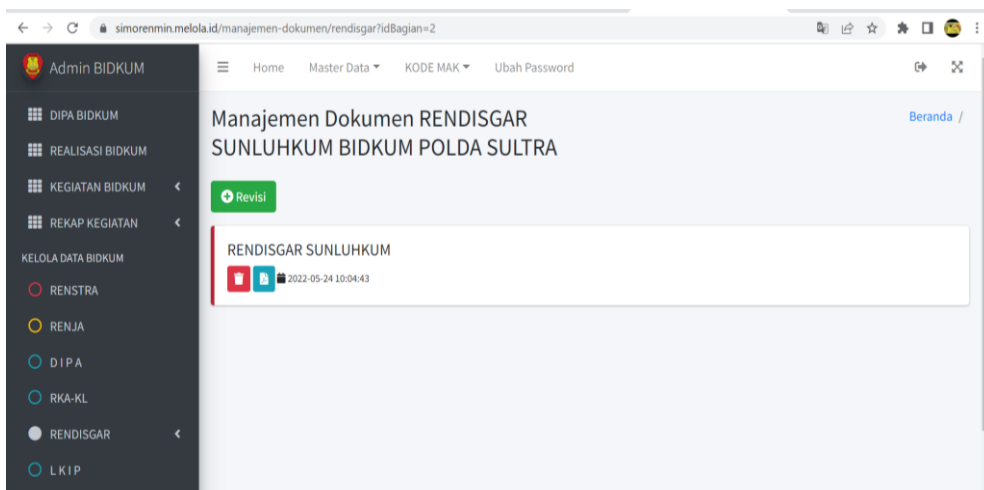 simorenmin.melola.id/manajemen-dokumen/rendisgar?idBagian=2
Admin BIDKUM
Home Master Data KODE MAK Ubah Password
DIPA BIDKUM
REALISASI BIDKUM
KEGIATAN BIDKUM
REKAP KEGIATAN
KELOLA DATA BIDKUM
RENSTRA
RENJA
D I P A
RKA-KL
RENDISGAR
L K I P
Manajemen Dokumen RENDISGAR
SUNLUHKUM BIDKUM POLDA SULTRA
Beranda /
Revisi
RENDISGAR SUNLUHKUM
2022-05-24 10:04:43